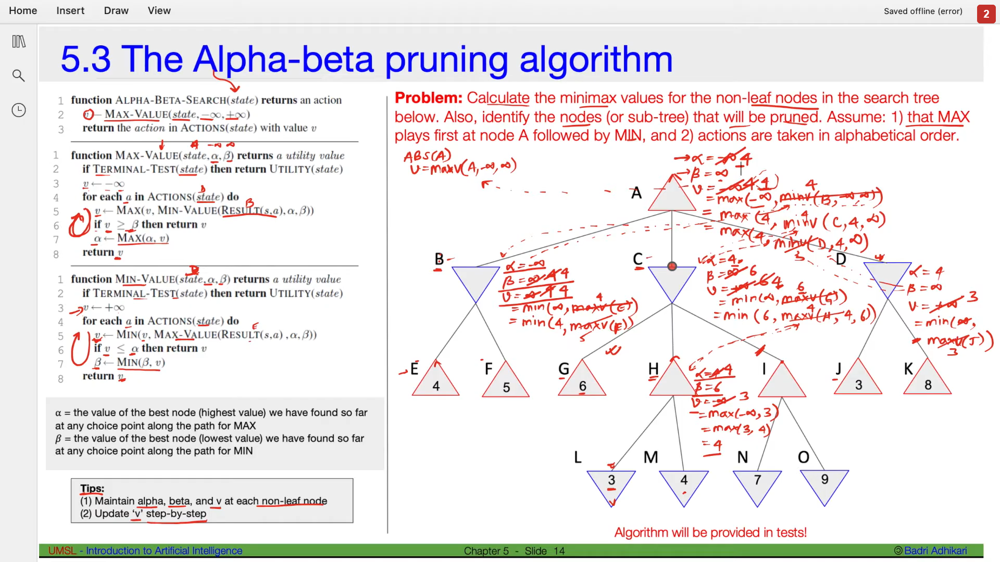 Home Insert Draw View Saved offline (error) 2
5.3 The Alpha-beta pruning algorithm
1 function ALPHA-BETA-SEARCH(state) returns an action
2 v ← MAX-VALUE(state, −∞, +∞)
3 return the action in ACTIONS(state) with value v
A −∞ ∞
1 function MAX-VALUE(state, α, β) returns a utility value
2 if TERMINAL-TEST(state) then return UTILITY(state)
3 v ← −∞
4 for each a in ACTIONS(state) do
B
5 v ← MAX(v, MIN-VALUE(RESULT(s,a), α, β))
6 if v ≥ β then return v
7 α ← MAX(α, v)
8 return v
1 function MIN-VALUE(state, α, β) returns a utility value
2 if TERMINAL-TEST(state) then return UTILITY(state)
3 v ← +∞
4 for each a in ACTIONS(state) do
E
5 v ← MIN(v, MAX-VALUE(RESULT(s,a) , α, β))
6 if v ≤ α then return v
7 β ← MIN(β, v)
8 return v
α = the value of the best node (highest value) we have found so far
at any choice point along the path for MAX
β = the value of the best node (lowest value) we have found so far
at any choice point along the path for MIN
Tips:
(1) Maintain alpha, beta, and v at each non-leaf node
(2) Update ‘v’ step-by-step
Problem: Calculate the minimax values for the non-leaf nodes in the search tree
below. Also, identify the nodes (or sub-tree) that will be pruned. Assume: 1) that MAX
plays first at node A followed by MIN, and 2) actions are taken in alphabetical order.
ABS(A)
v = maxv(A, -∞, ∞)
A
α = -∞ 4
β = ∞
v = -∞ 4 4
4
= max(-∞, minv(B, -∞, ∞))
4
= max(4, minv(C, 4, ∞)
= max(4, minv(D, 4, ∞)
3
B
α = -∞
β = ∞ 4 4
v = ∞ 4 4
4
= min(∞, maxv(E))
= min(4, maxv(F))
5
C
α = 4
β = ∞ 6
v = +∞ 6 4
6
= min(∞, maxv(G))
4
= min(6, maxv(H, 4, 6))
D
α = 4
β = ∞
v = +∞ 3
= min(∞,
maxv(J))
3
E 4 F 5 G 6 H I J 3 K 8
α = 4 4
β = 6
v = -∞ 3
= max(-∞, 3)
= max(3, 4)
= 4
L 3 M 4 N 7 O 9
Algorithm will be provided in tests!
UMSL - Introduction to Artificial Intelligence Chapter 5 - Slide 14 Badri Adhikari